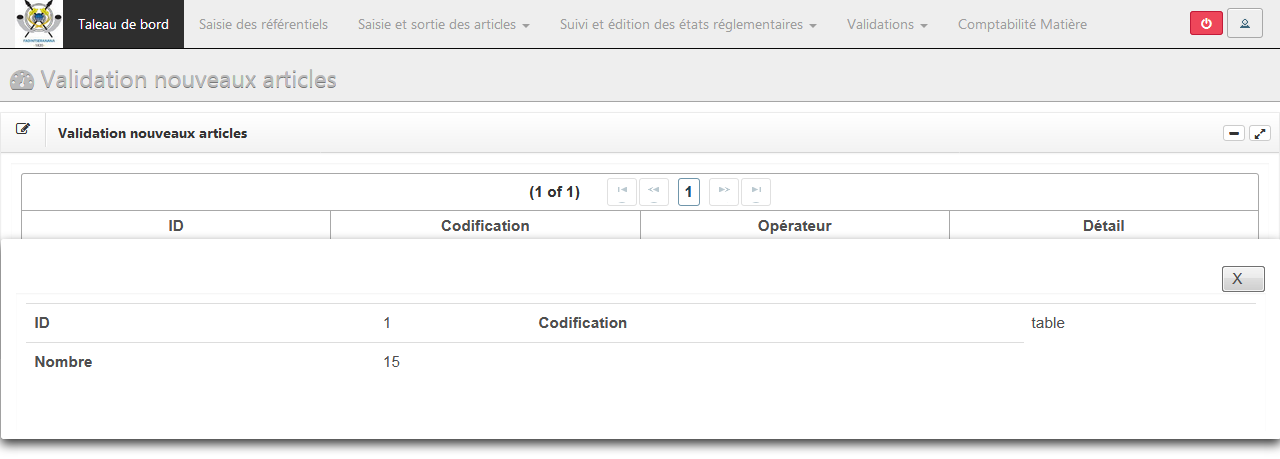 Taleau de bord Saisie des référentiels Saisie et sortie des articles Suivi et édition des états réglementaires Validations Comptabilité Matière
Validation nouveaux articles
Validation nouveaux articles
(1 of 1) 1
ID Codification Opérateur Détail
X
ID 1 Codification table
Nombre 15